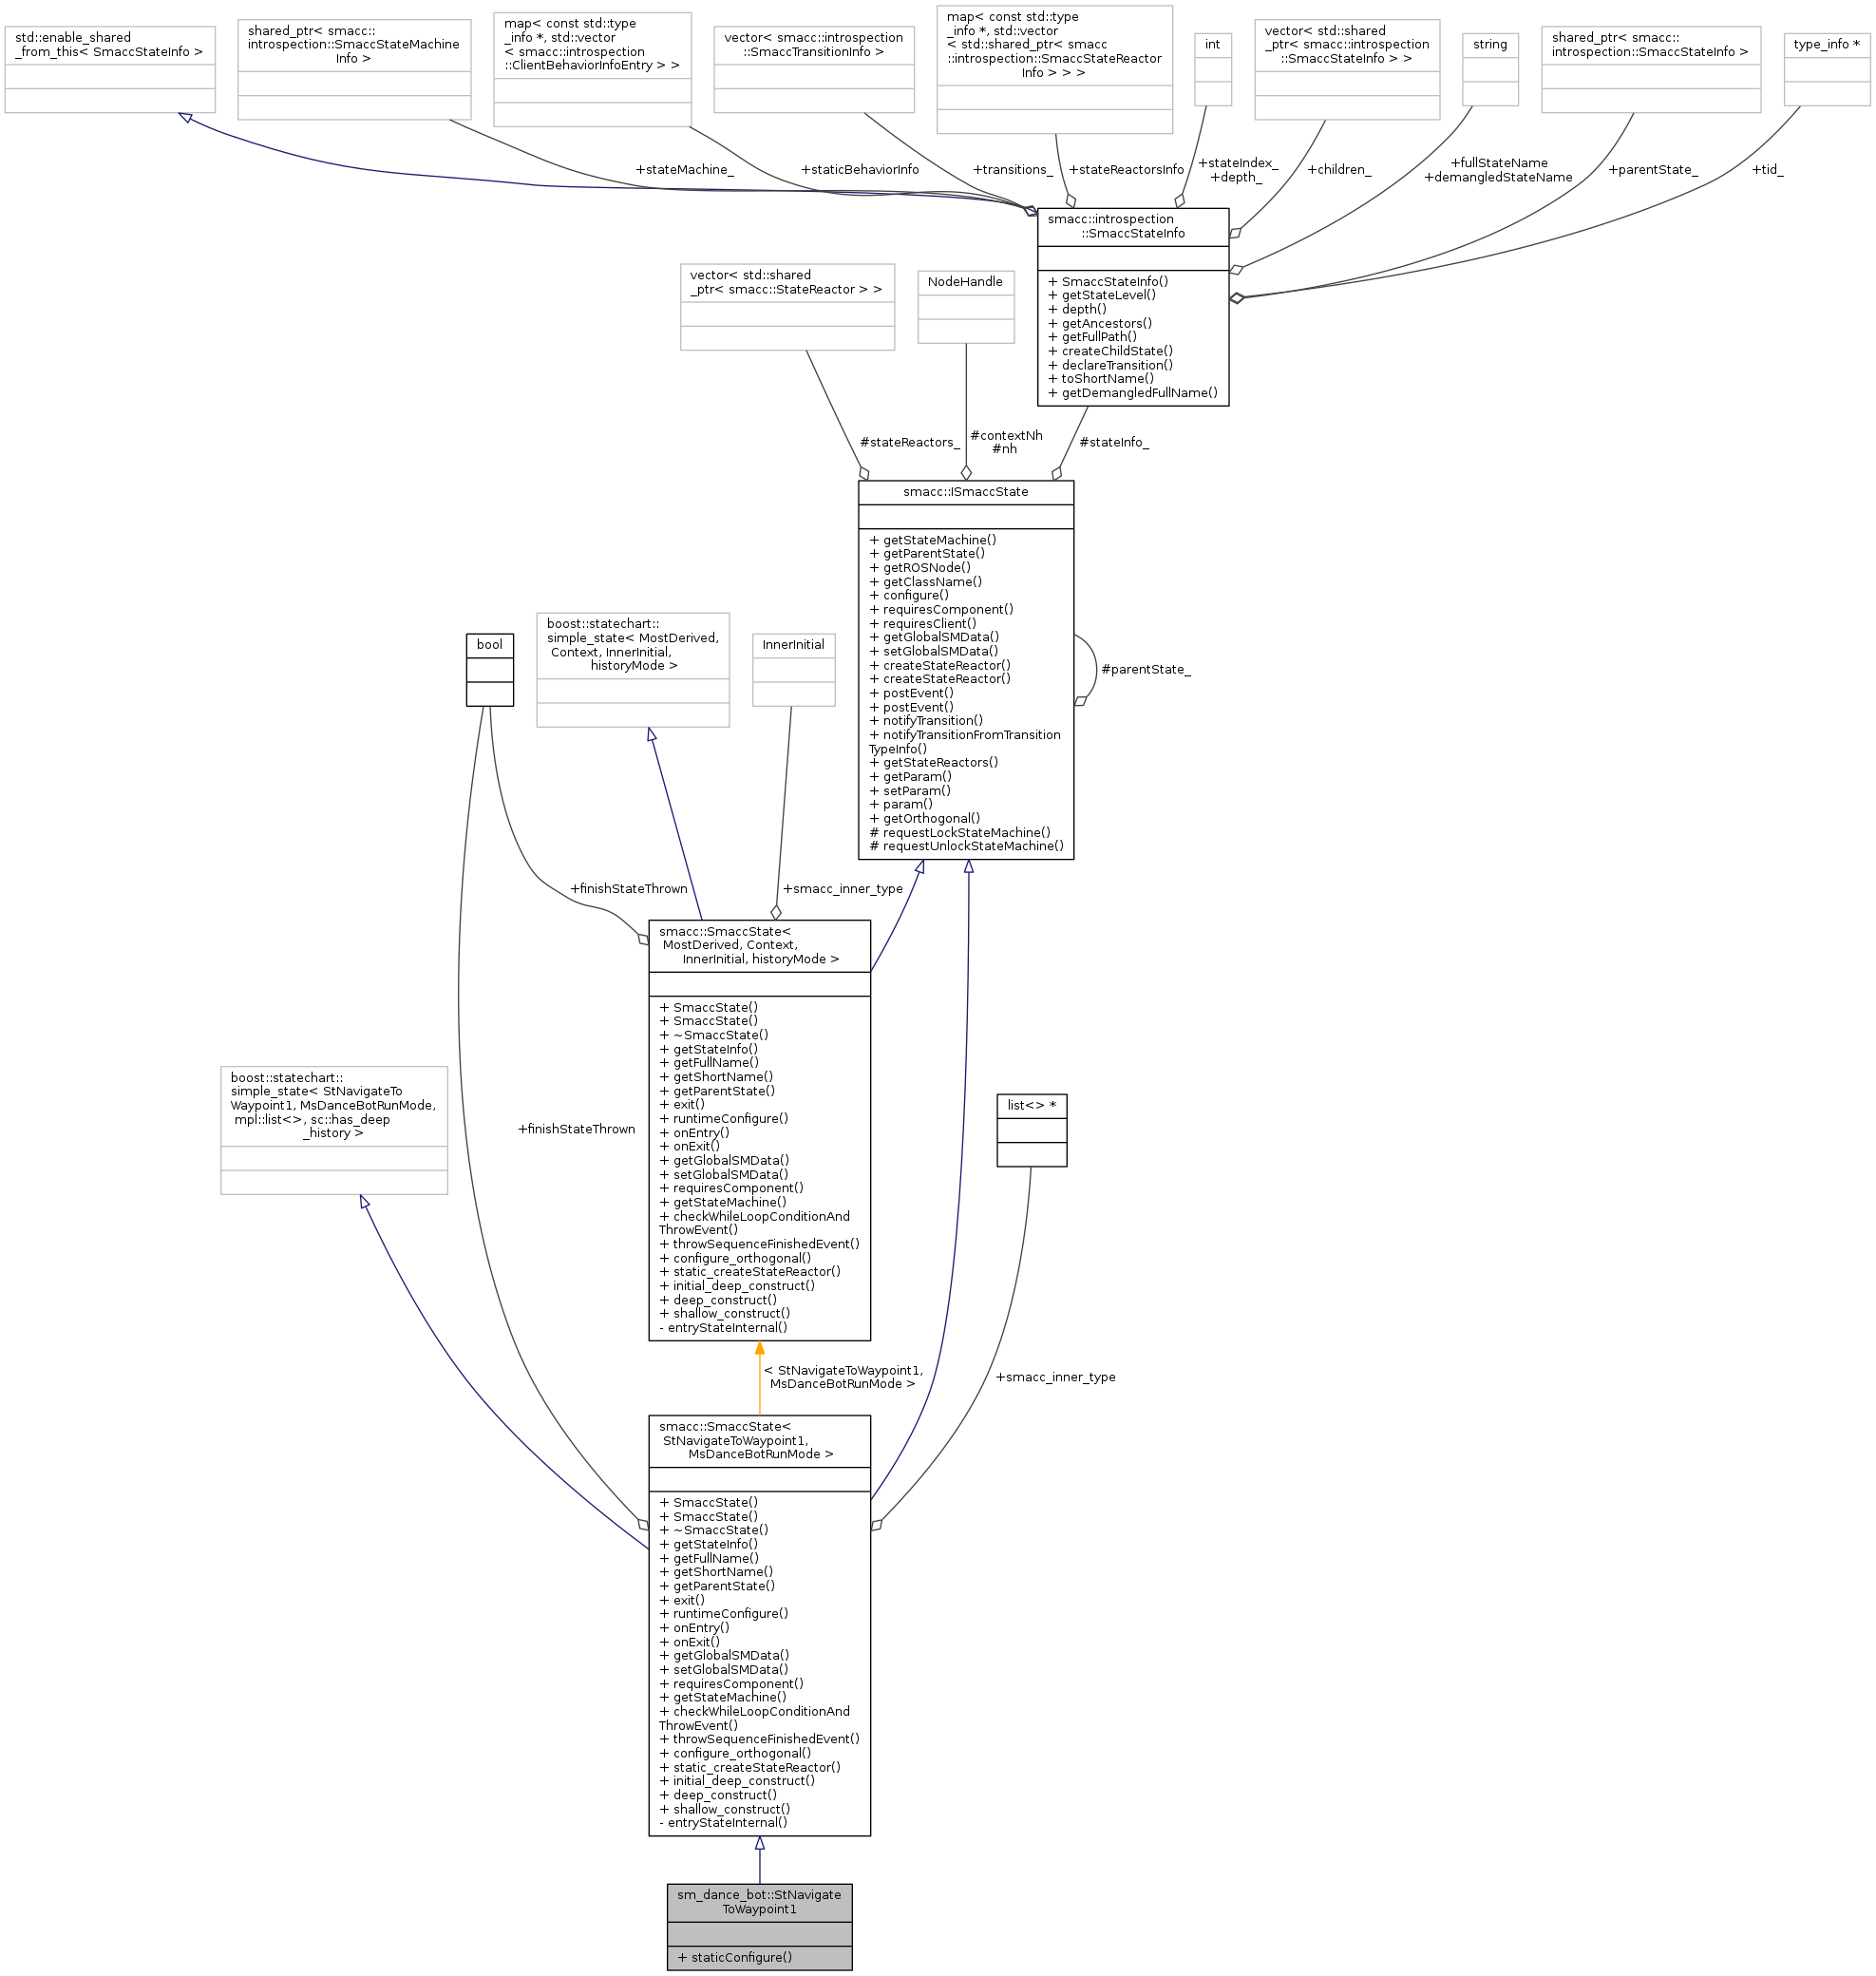 std::enable_shared
_from_this< SmaccStateInfo >
shared_ptr< smacc::
introspection::SmaccStateMachine
Info >
map< const std::type
_info *, std::vector
< smacc::introspection
::ClientBehaviorInfoEntry > >
vector< smacc::introspection
::SmaccTransitionInfo >
map< const std::type
_info *, std::vector
< std::shared_ptr< smacc
::introspection::SmaccStateReactor
Info > > >
int
vector< std::shared
_ptr< smacc::introspection
::SmaccStateInfo > >
string
shared_ptr< smacc::
introspection::SmaccStateInfo >
type_info *
+stateMachine_
+staticBehaviorInfo
+transitions_
+stateReactorsInfo
+stateIndex_
+depth_
+children_
+fullStateName
+demangledStateName
+parentState_
+tid_
smacc::introspection
::SmaccStateInfo
+ SmaccStateInfo()
+ getStateLevel()
+ depth()
+ getAncestors()
+ getFullPath()
+ createChildState()
+ declareTransition()
+ toShortName()
+ getDemangledFullName()
vector< std::shared
_ptr< smacc::StateReactor > >
NodeHandle
#stateReactors_
#contextNh
#nh
#stateInfo_
smacc::ISmaccState
+ getStateMachine()
+ getParentState()
+ getROSNode()
+ getClassName()
+ configure()
+ requiresComponent()
+ requiresClient()
+ getGlobalSMData()
+ setGlobalSMData()
+ createStateReactor()
+ createStateReactor()
+ postEvent()
+ postEvent()
+ notifyTransition()
+ notifyTransitionFromTransition
TypeInfo()
+ getStateReactors()
+ getParam()
+ setParam()
+ param()
+ getOrthogonal()
# requestLockStateMachine()
# requestUnlockStateMachine()
#parentState_
bool
boost::statechart::
simple_state< MostDerived,
Context, InnerInitial,
historyMode >
InnerInitial
+finishStateThrown
+smacc_inner_type
smacc::SmaccState<
MostDerived, Context,
InnerInitial, historyMode >
+ SmaccState()
+ SmaccState()
+ ~SmaccState()
+ getStateInfo()
+ getFullName()
+ getShortName()
+ getParentState()
+ exit()
+ runtimeConfigure()
+ onEntry()
+ onExit()
+ getGlobalSMData()
+ setGlobalSMData()
+ requiresComponent()
+ getStateMachine()
+ checkWhileLoopConditionAnd
ThrowEvent()
+ throwSequenceFinishedEvent()
+ configure_orthogonal()
+ static_createStateReactor()
+ initial_deep_construct()
+ deep_construct()
+ shallow_construct()
- entryStateInternal()
boost::statechart::
simple_state< StNavigateTo
Waypoint1, MsDanceBotRunMode,
mpl::list<>, sc::has_deep
_history >
+finishStateThrown
list<> *
< StNavigateToWaypoint1,
MsDanceBotRunMode >
+smacc_inner_type
smacc::SmaccState<
StNavigateToWaypoint1,
MsDanceBotRunMode >
+ SmaccState()
+ SmaccState()
+ ~SmaccState()
+ getStateInfo()
+ getFullName()
+ getShortName()
+ getParentState()
+ exit()
+ runtimeConfigure()
+ onEntry()
+ onExit()
+ getGlobalSMData()
+ setGlobalSMData()
+ requiresComponent()
+ getStateMachine()
+ checkWhileLoopConditionAnd
ThrowEvent()
+ throwSequenceFinishedEvent()
+ configure_orthogonal()
+ static_createStateReactor()
+ initial_deep_construct()
+ deep_construct()
+ shallow_construct()
- entryStateInternal()
sm_dance_bot::StNavigate
ToWaypoint1
+ staticConfigure()